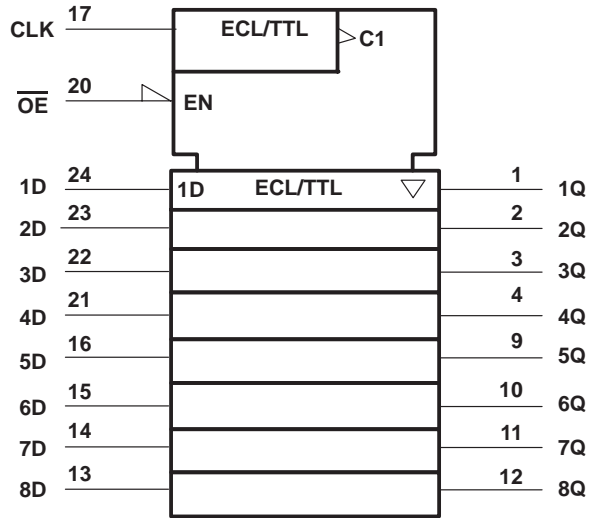 CLK 17 ECL/TTL C1
OE 20 EN
1D 24 1D ECL/TTL 1 1Q
2D 23 2 2Q
3D 22 3 3Q
4D 21 4 4Q
5D 16 9 5Q
6D 15 10 6Q
7D 14 11 7Q
8D 13 12 8Q